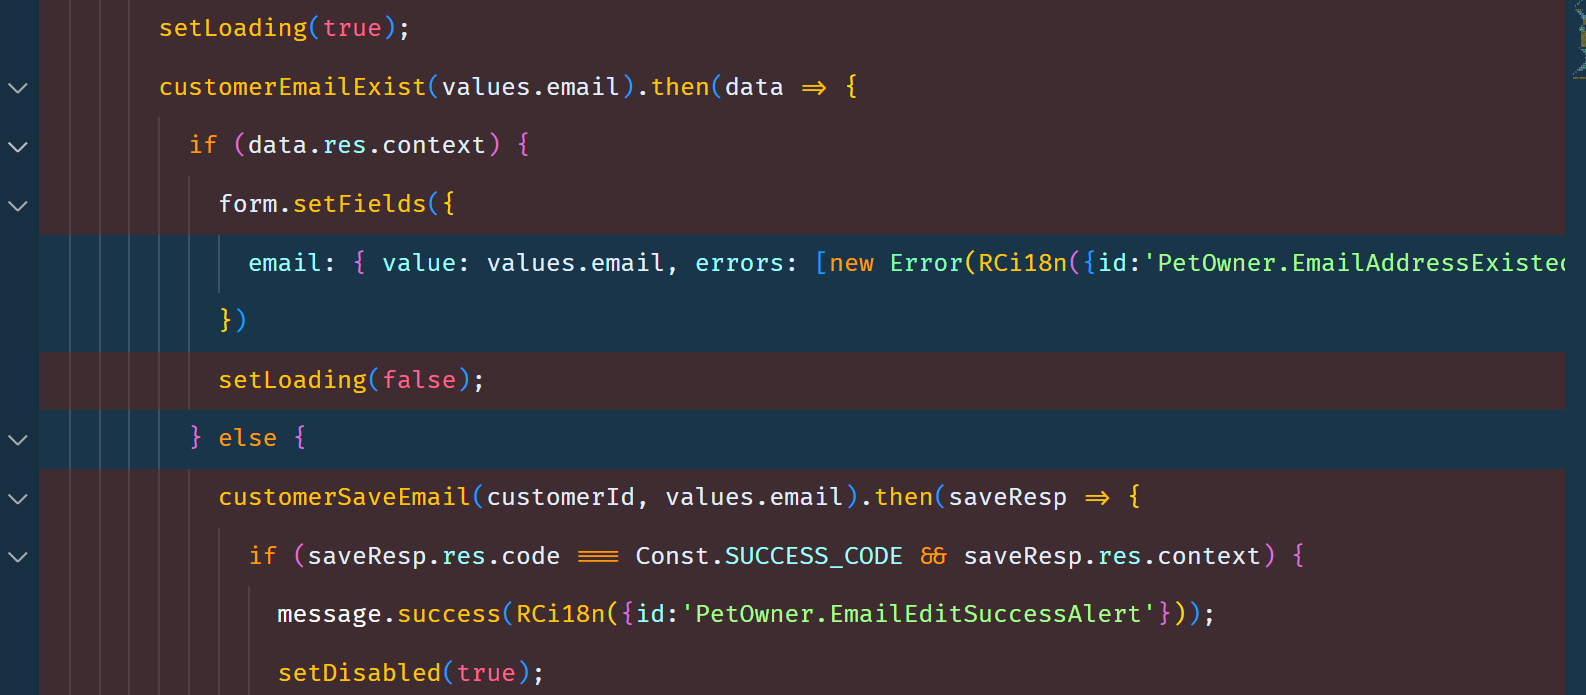 setLoading(true);
customerEmailExist(values.email).then(data => {
if (data.res.context) {
form.setFields({
email: { value: values.email, errors: [new Error(RCi18n({id:'PetOwner.EmailAddressExisted
})
setLoading(false);
} else {
customerSaveEmail(customerId, values.email).then(saveResp => {
if (saveResp.res.code === Const.SUCCESS_CODE && saveResp.res.context) {
message.success(RCi18n({id:'PetOwner.EmailEditSuccessAlert'}));
setDisabled(true);